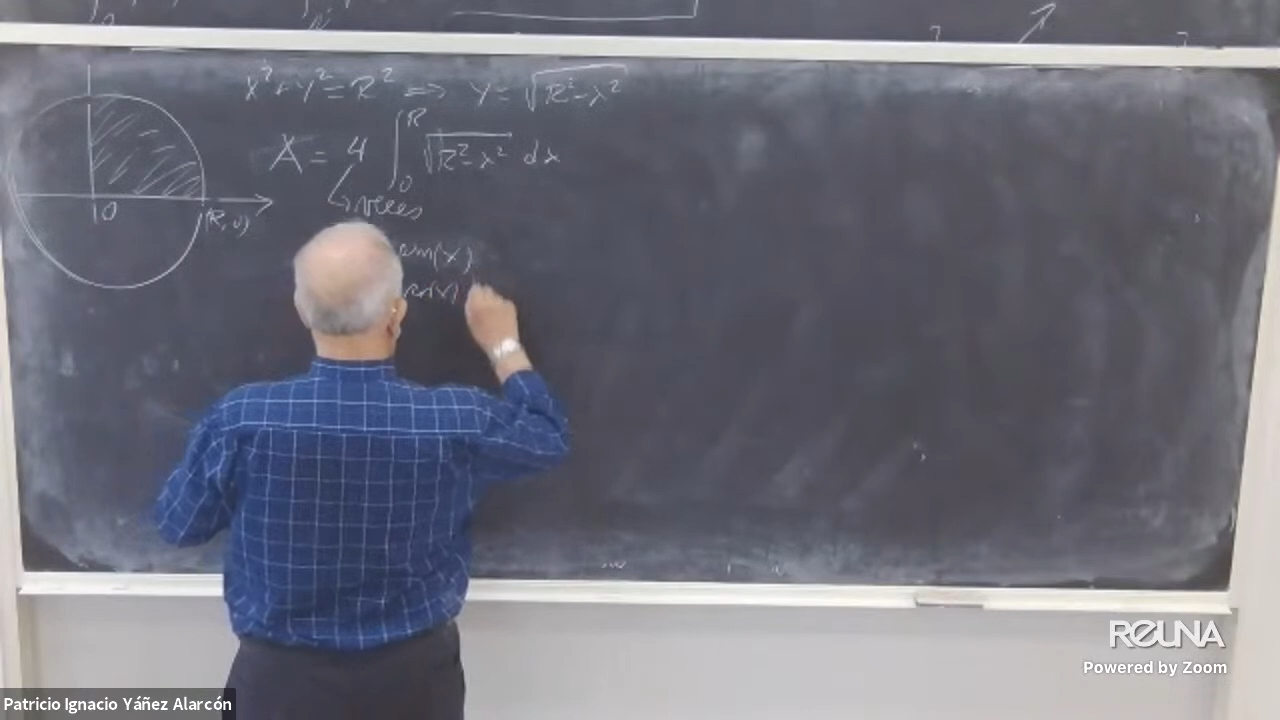 x² + y² = R² ⇒ y = √(R² - x²)
A = 4 ∫₀ᴿ √(R² - x²) dx
veces
0
(R, 0)
REUNA
Powered by Zoom
Patricio Ignacio Yáñez Alarcón